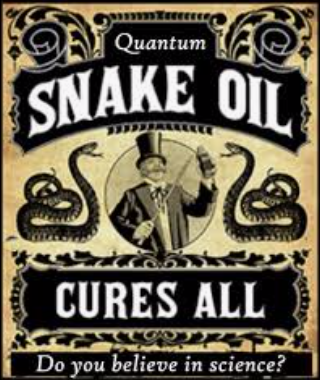 Quantum
SNAKE OIL
CURES ALL
Do you believe in science?